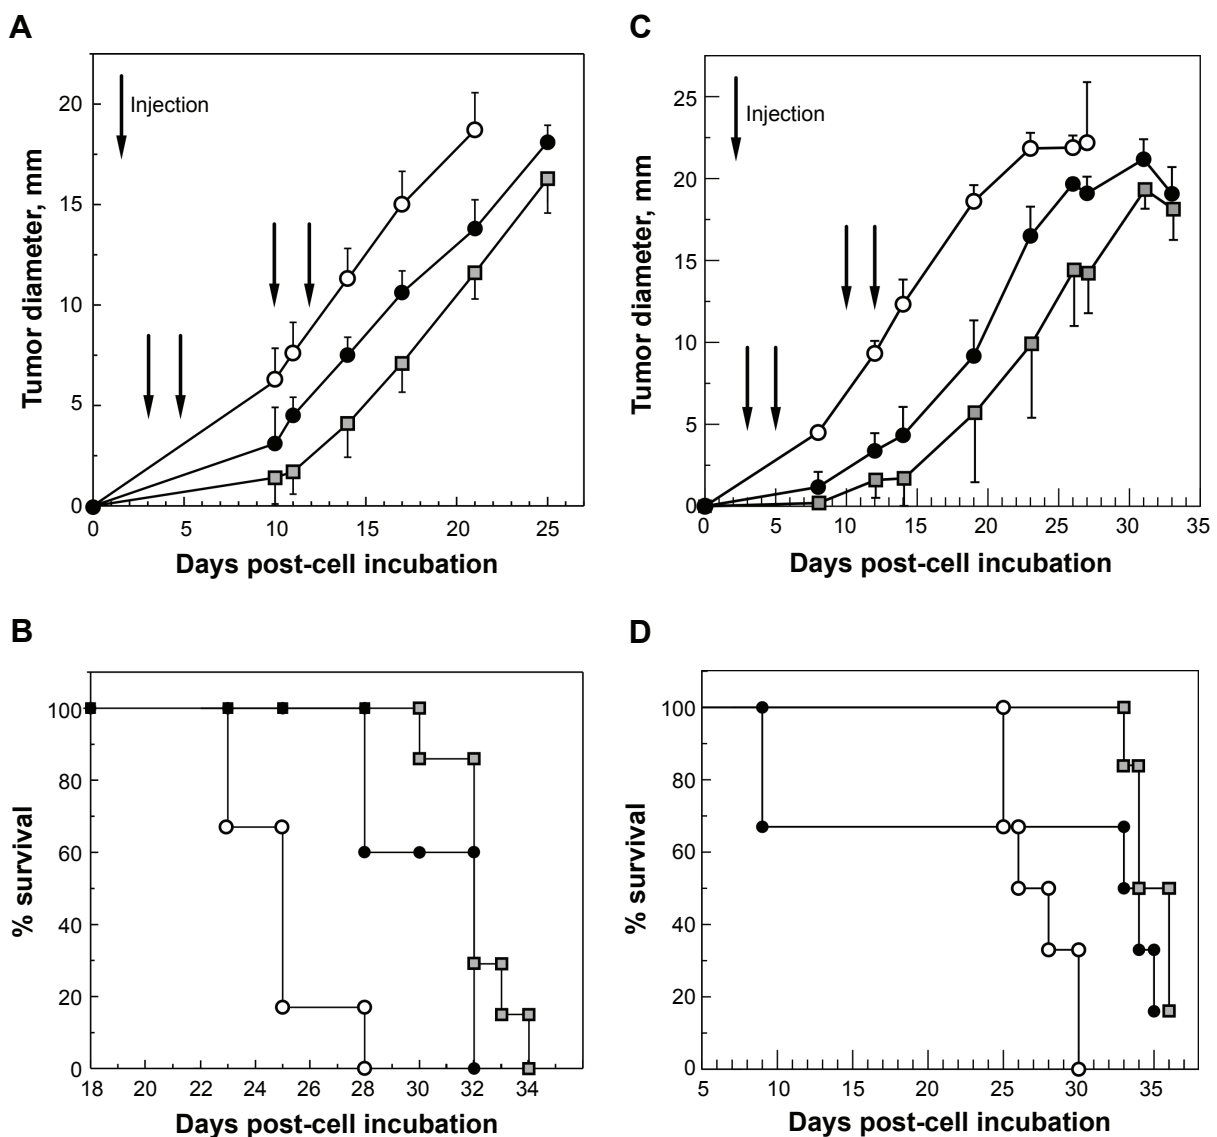 A
Injection
Tumor diameter, mm
20
15
10
5
0
0 5 10 15 20 25
Days post-cell incubation
C
Injection
Tumor diameter, mm
25
20
15
10
5
0
0 5 10 15 20 25 30 35
Days post-cell incubation
B
% survival
100
80
60
40
20
0
18 20 22 24 26 28 30 32 34
Days post-cell incubation
D
% survival
100
80
60
40
20
0
5 10 15 20 25 30 35
Days post-cell incubation